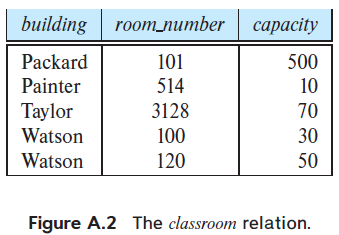 building room_number capacity
Packard 101 500
Painter 514 10
Taylor 3128 70
Watson 100 30
Watson 120 50
Figure A.2 The classroom relation.